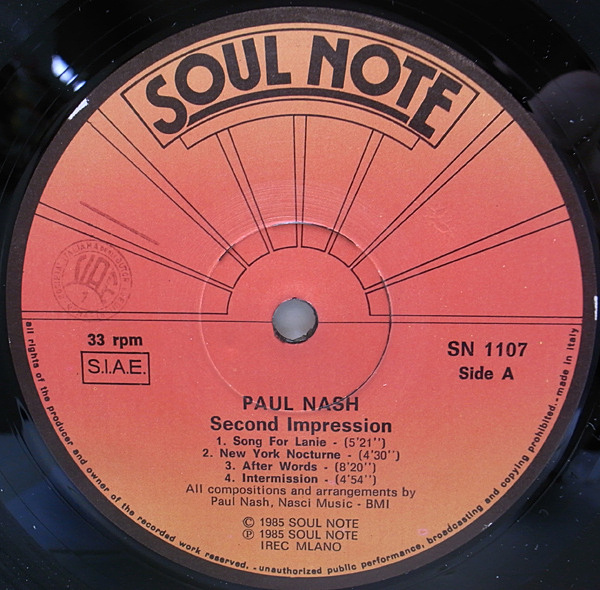 SOUL NOTE
33 rpm
S.I.A.E.
SN 1107
Side A
PAUL NASH
Second Impression
1. Song For Lanie - (5'21'')
2. New York Nocturne - (4'30'')
3. After Words - (8'20'')
4. Intermission - (4'54'')
All compositions and arrangements by
Paul Nash, Nasci Music - BMI
© 1985 SOUL NOTE
℗ 1985 SOUL NOTE
IREC MLANO
all rights of the producer and owner of the recorded work reserved. - unauthorized public performance, broadcasting and copying prohibited. - made in italy